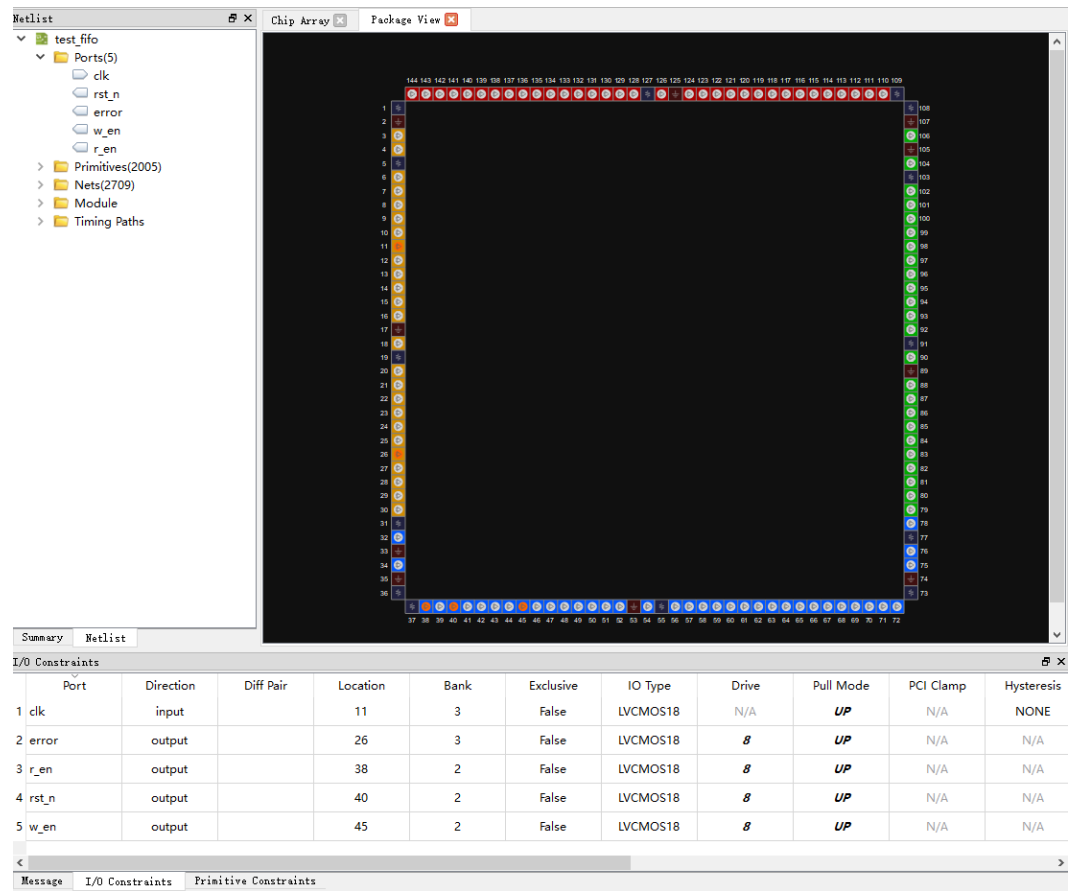 Netlist
Chip Array Package View
test_fifo
Ports(5)
clk
rst_n
error
w_en
r_en
Primitives(2005)
Nets(2709)
Module
Timing Paths
Summary Netlist
144 143 142 141 140 139 138 137 136 135 134 133 132 131 130 129 128 127 126 125 124 123 122 121 120 119 118 117 116 115 114 113 112 111 110 109
1 108
2 107
3 106
4 105
5 104
6 103
7 102
8 101
9 100
10 99
11 98
12 97
13 96
14 95
15 94
16 93
17 92
18 91
19 90
20 89
21 88
22 87
23 86
24 85
25 84
26 83
27 82
28 81
29 80
30 79
31 78
32 77
33 76
34 75
35 74
36 73
37 38 39 40 41 42 43 44 45 46 47 48 49 50 51 52 53 54 55 56 57 58 59 60 61 62 63 64 65 66 67 68 69 70 71 72
I/O Constraints
Port Direction Diff Pair Location Bank Exclusive IO Type Drive Pull Mode PCI Clamp Hysteresis
1 clk input 11 3 False LVCMOS18 N/A UP N/A NONE
2 error output 26 3 False LVCMOS18 8 UP N/A N/A
3 r_en output 38 2 False LVCMOS18 8 UP N/A N/A
4 rst_n output 40 2 False LVCMOS18 8 UP N/A N/A
5 w_en output 45 2 False LVCMOS18 8 UP N/A N/A
Message I/O Constraints Primitive Constraints